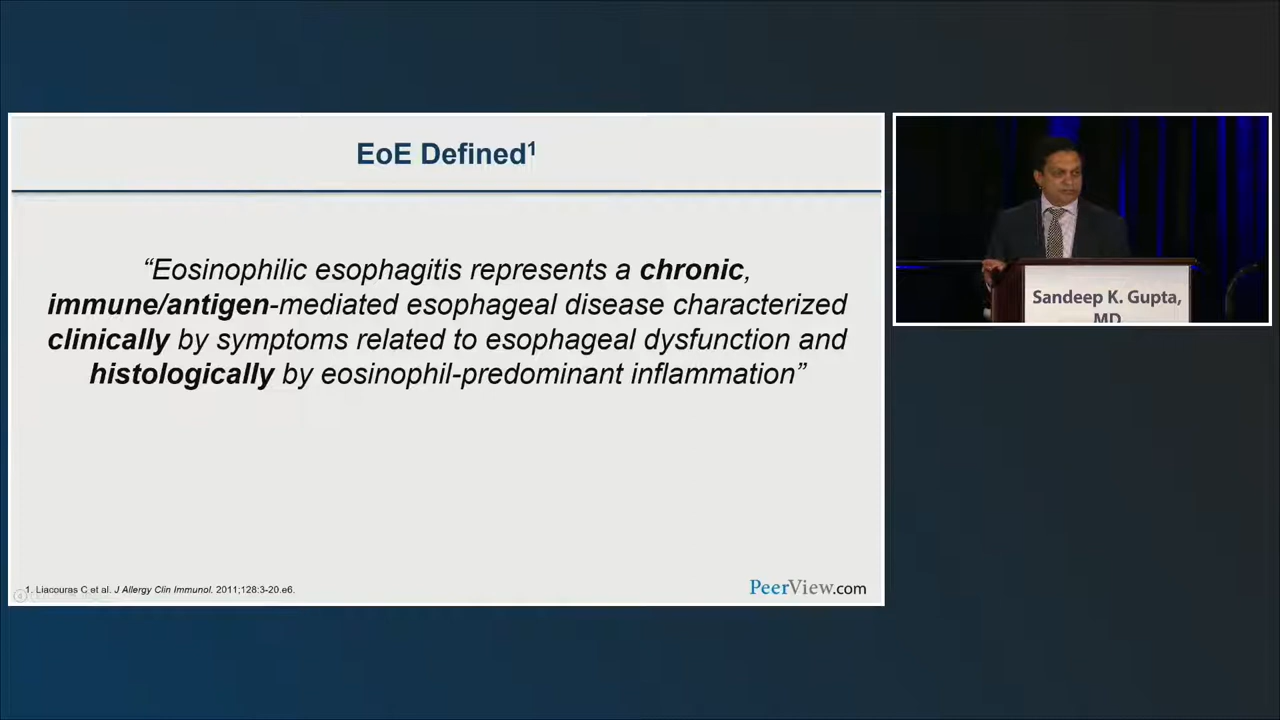 EoE Defined¹
“Eosinophilic esophagitis represents a chronic,
immune/antigen-mediated esophageal disease characterized
clinically by symptoms related to esophageal dysfunction and
histologically by eosinophil-predominant inflammation”
1. Liacouras C et al. J Allergy Clin Immunol. 2011;128:3-20.e6.
PeerView.com
Sandeep K. Gupta,
MD